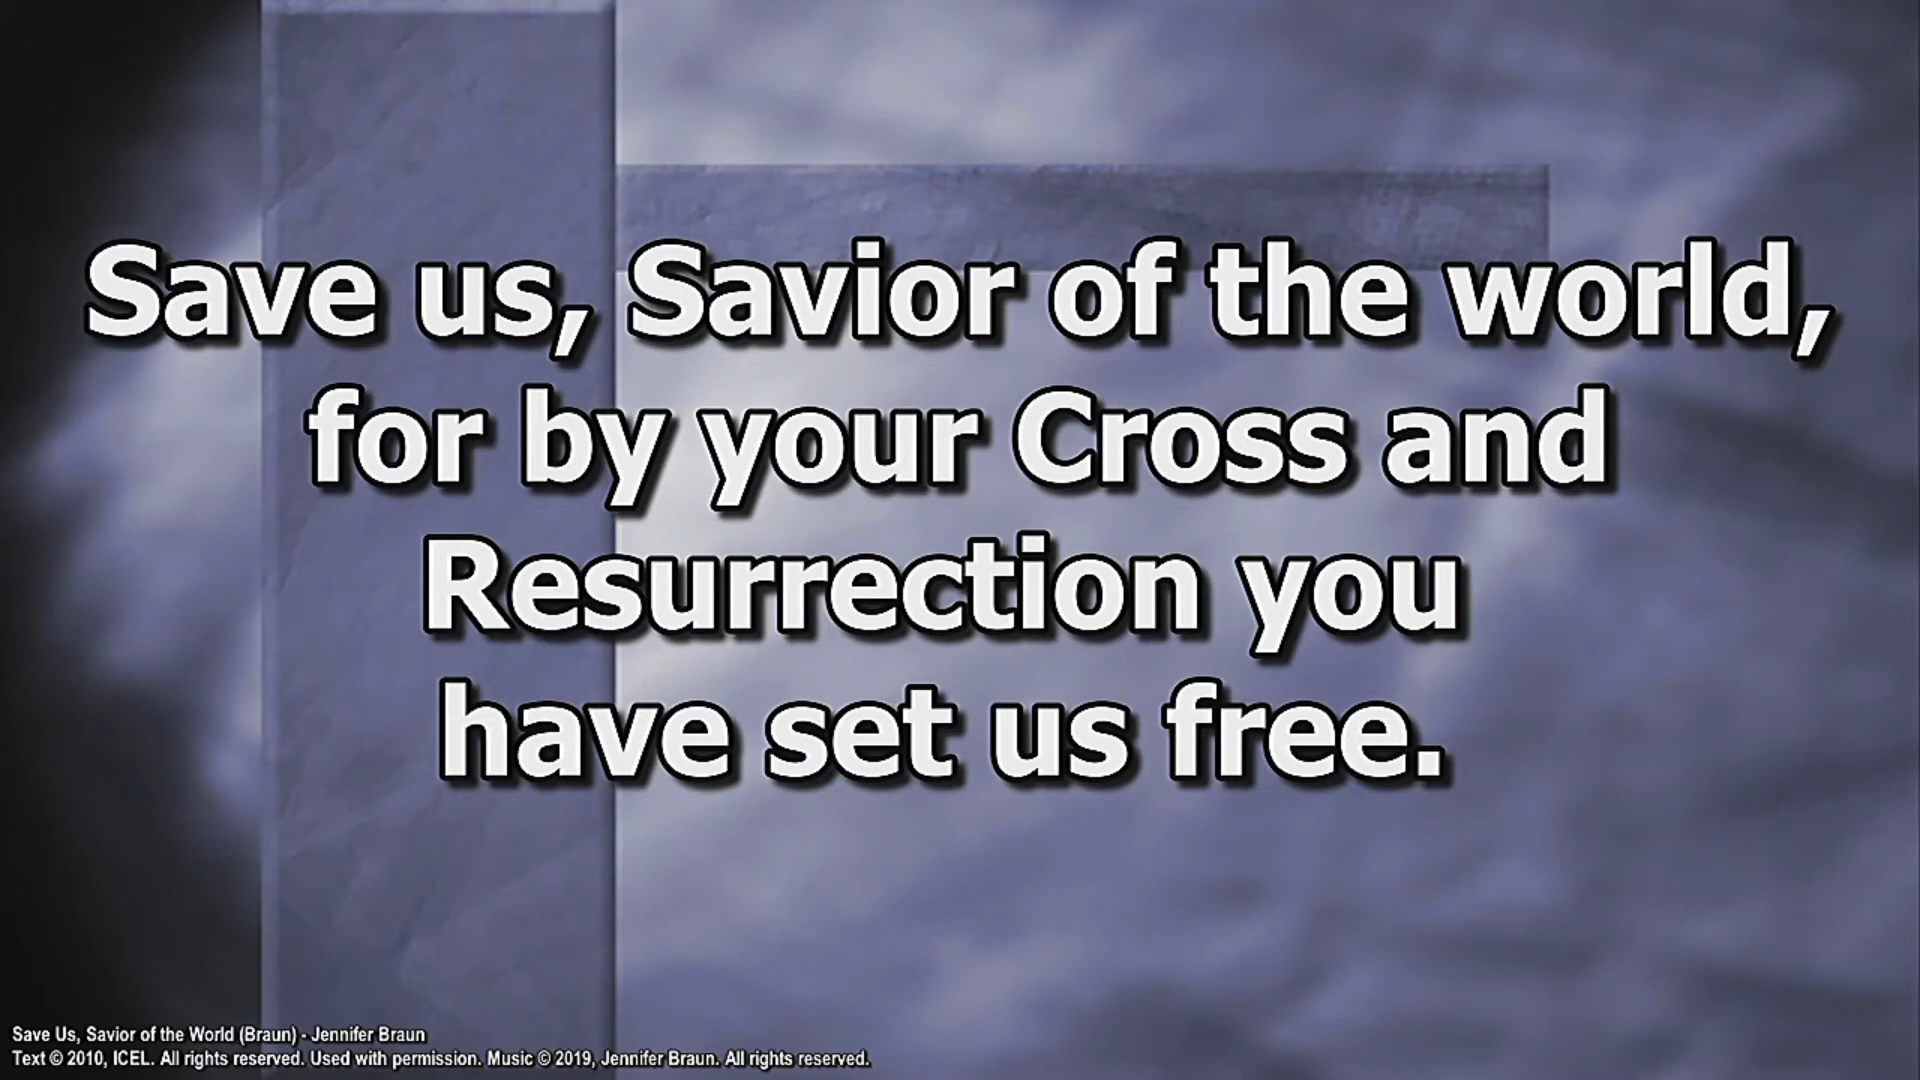 Save us, Savior of the world,
for by your Cross and
Resurrection you
have set us free.
Save Us, Savior of the World (Braun) - Jennifer Braun
Text © 2010, ICEL. All rights reserved. Used with permission. Music © 2019, Jennifer Braun. All rights reserved.